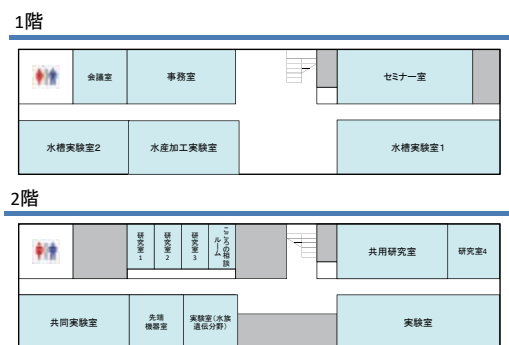 1階
会議室
事務室
セミナー室
水槽実験室2
水産加工実験室
水槽実験室1
2階
研究室1
研究室2
研究室3
こころの相談
ルーム
共用研究室
研究室4
共同実験室
先端
機器室
実験室(水族
遺伝分野)
実験室